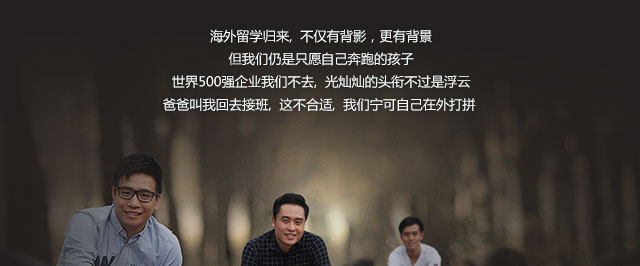 海外留学归来, 不仅有背影，更有背景
但我们仍是只愿自己奔跑的孩子
世界500强企业我们不去, 光灿灿的头衔不过是浮云
爸爸叫我回去接班, 这不合适, 我们宁可自己在外打拼